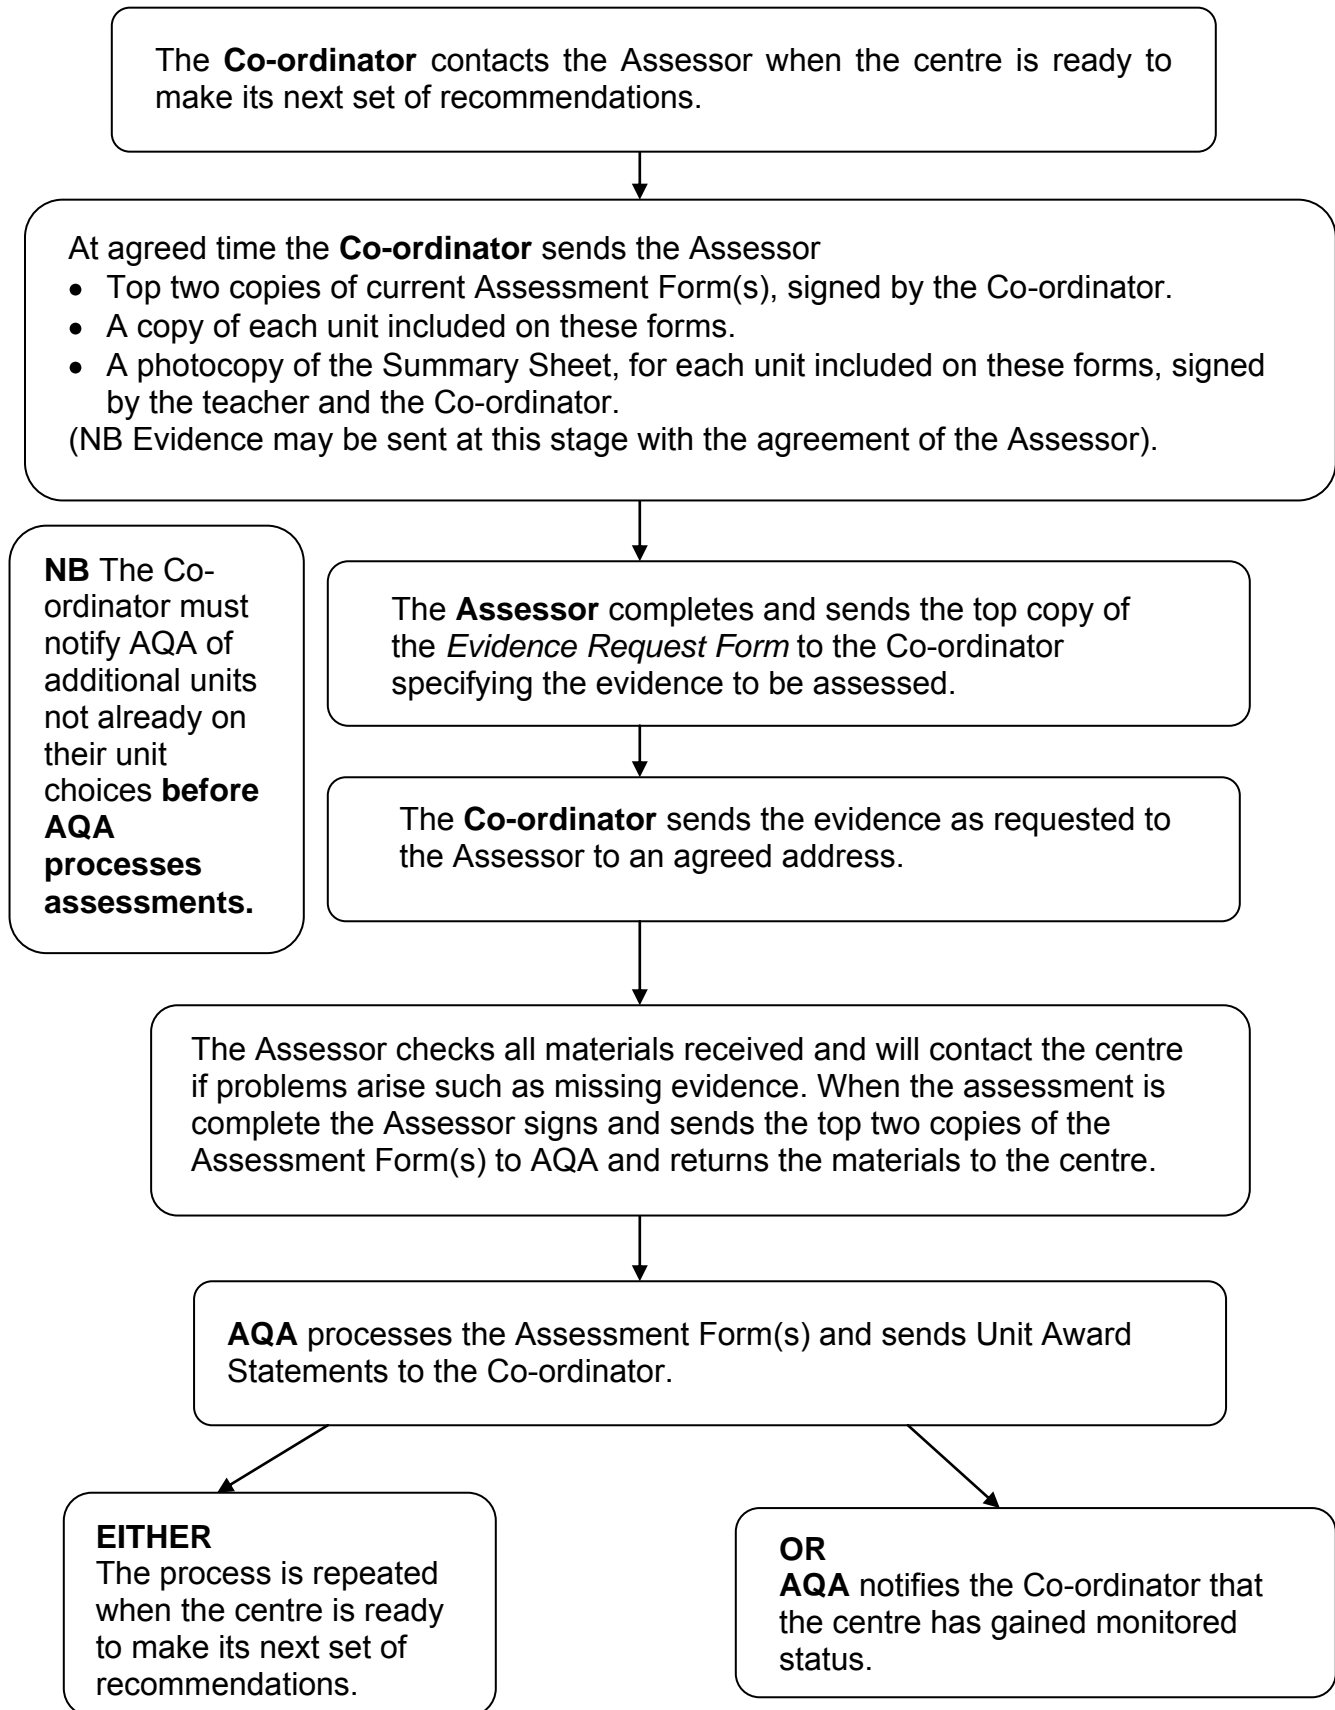 The Co-ordinator contacts the Assessor when the centre is ready to
make its next set of recommendations.
At agreed time the Co-ordinator sends the Assessor
• Top two copies of current Assessment Form(s), signed by the Co-ordinator.
• A copy of each unit included on these forms.
• A photocopy of the Summary Sheet, for each unit included on these forms, signed
by the teacher and the Co-ordinator.
(NB Evidence may be sent at this stage with the agreement of the Assessor).
NB The Co-
ordinator must
notify AQA of
additional units
not already on
their unit
choices before
AQA
processes
assessments.
The Assessor completes and sends the top copy of
the Evidence Request Form to the Co-ordinator
specifying the evidence to be assessed.
The Co-ordinator sends the evidence as requested to
the Assessor to an agreed address.
The Assessor checks all materials received and will contact the centre
if problems arise such as missing evidence. When the assessment is
complete the Assessor signs and sends the top two copies of the
Assessment Form(s) to AQA and returns the materials to the centre.
AQA processes the Assessment Form(s) and sends Unit Award
Statements to the Co-ordinator.
EITHER
The process is repeated
when the centre is ready
to make its next set of
recommendations.
OR
AQA notifies the Co-ordinator that
the centre has gained monitored
status.